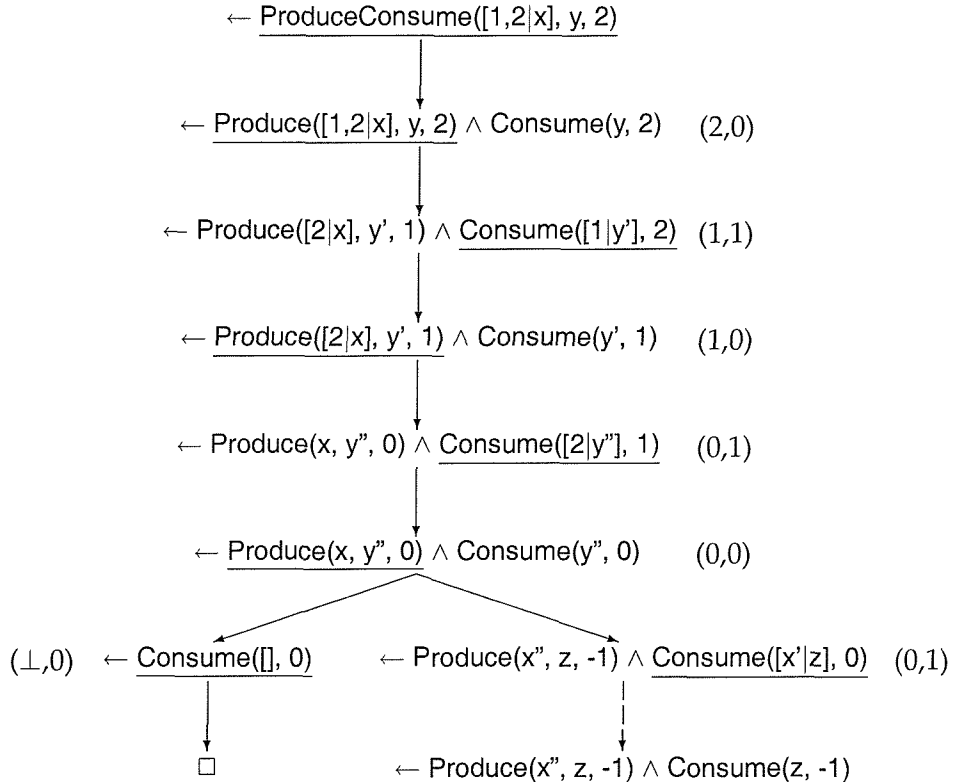 ← ProduceConsume([1,2|x], y, 2)
← Produce([1,2|x], y, 2) ∧ Consume(y, 2) (2,0)
← Produce([2|x], y', 1) ∧ Consume([1|y'], 2) (1,1)
← Produce([2|x], y', 1) ∧ Consume(y', 1) (1,0)
← Produce(x, y", 0) ∧ Consume([2|y"], 1) (0,1)
← Produce(x, y", 0) ∧ Consume(y", 0) (0,0)
(⊥,0) ← Consume([], 0) ← Produce(x", z, -1) ∧ Consume([x'|z], 0) (0,1)
□ ← Produce(x", z, -1) ∧ Consume(z, -1)